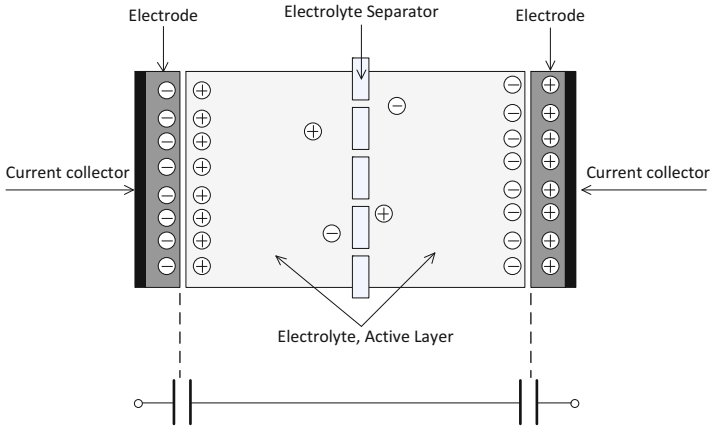 Electrode
Electrolyte Separator
Electrode
Current collector
Current collector
Electrolyte, Active Layer